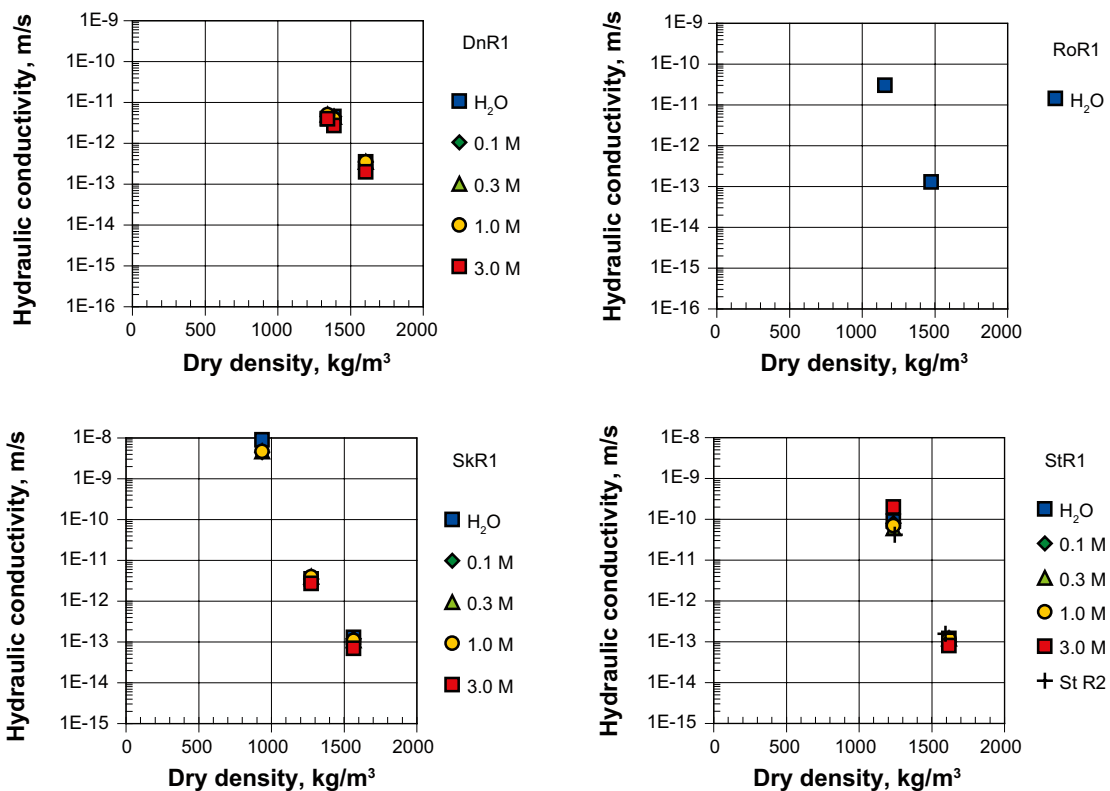 Hydraulic conductivity, m/s
1E-9
1E-10
1E-11
1E-12
1E-13
1E-14
1E-15
1E-16
0
500
1000
1500
2000
Dry density, kg/m³
DnR1
H₂O
0.1 M
0.3 M
1.0 M
3.0 M
Hydraulic conductivity, m/s
1E-9
1E-10
1E-11
1E-12
1E-13
1E-14
1E-15
1E-16
0
500
1000
1500
2000
Dry density, kg/m³
RoR1
H₂O
Hydraulic conductivity, m/s
1E-8
1E-9
1E-10
1E-11
1E-12
1E-13
1E-14
1E-15
0
500
1000
1500
2000
Dry density, kg/m³
SkR1
H₂O
0.1 M
0.3 M
1.0 M
3.0 M
Hydraulic conductivity, m/s
1E-8
1E-9
1E-10
1E-11
1E-12
1E-13
1E-14
1E-15
0
500
1000
1500
2000
Dry density, kg/m³
StR1
H₂O
0.1 M
0.3 M
1.0 M
3.0 M
St R2